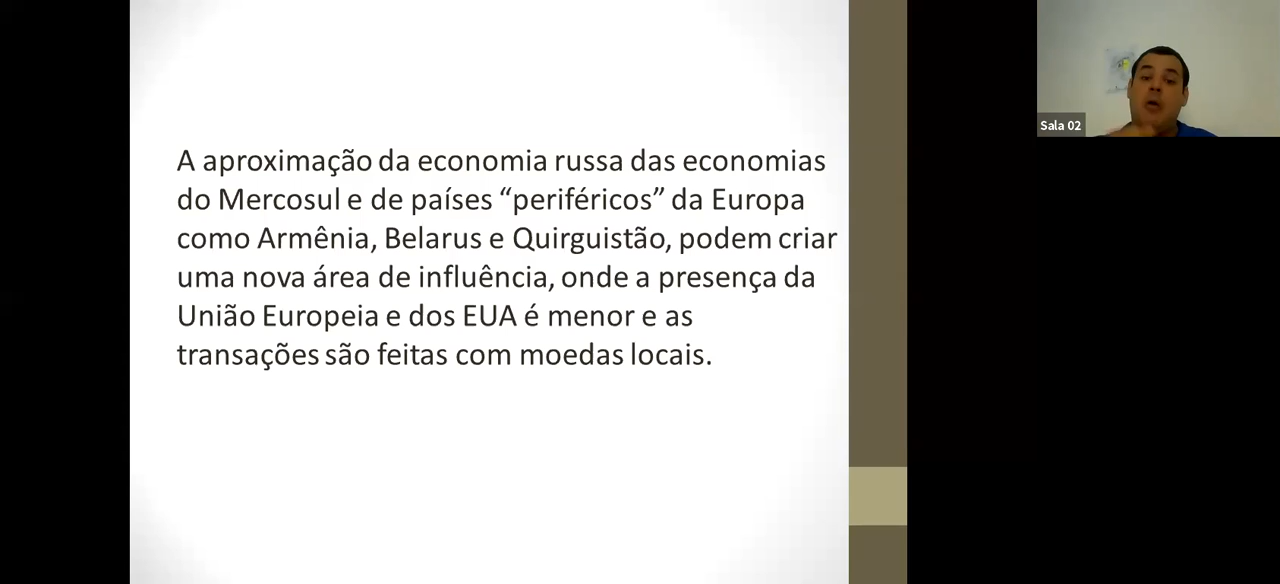 A aproximação da economia russa das economias
do Mercosul e de países “periféricos” da Europa
como Armênia, Belarus e Quirguistão, podem criar
uma nova área de influência, onde a presença da
União Europeia e dos EUA é menor e as
transações são feitas com moedas locais.
Sala 02